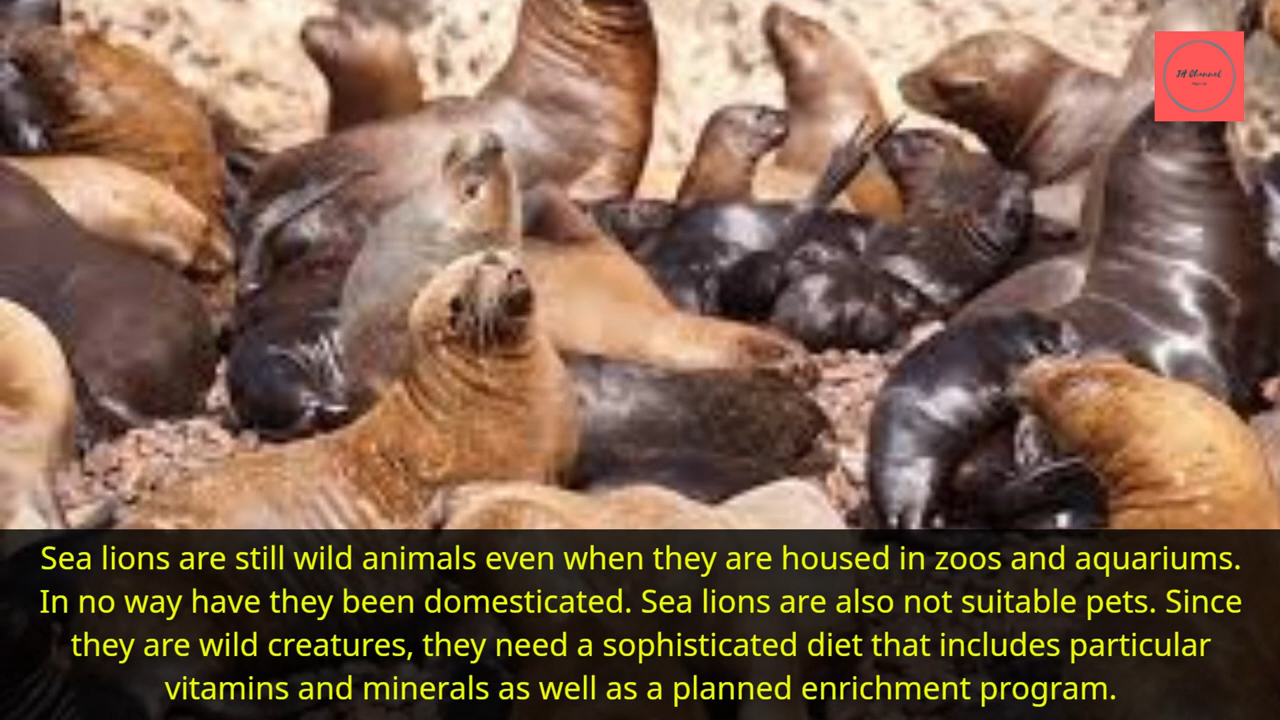 JA Channel
Sea lions are still wild animals even when they are housed in zoos and aquariums.
In no way have they been domesticated. Sea lions are also not suitable pets. Since
they are wild creatures, they need a sophisticated diet that includes particular
vitamins and minerals as well as a planned enrichment program.